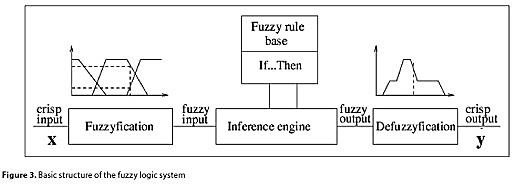 Fuzzy rule
base
If...Then
crisp
input
x
Fuzzyfication
fuzzy
input
Inference engine
fuzzy
output
Defuzzyfication
crisp
output
y
Figure 3. Basic structure of the fuzzy logic system